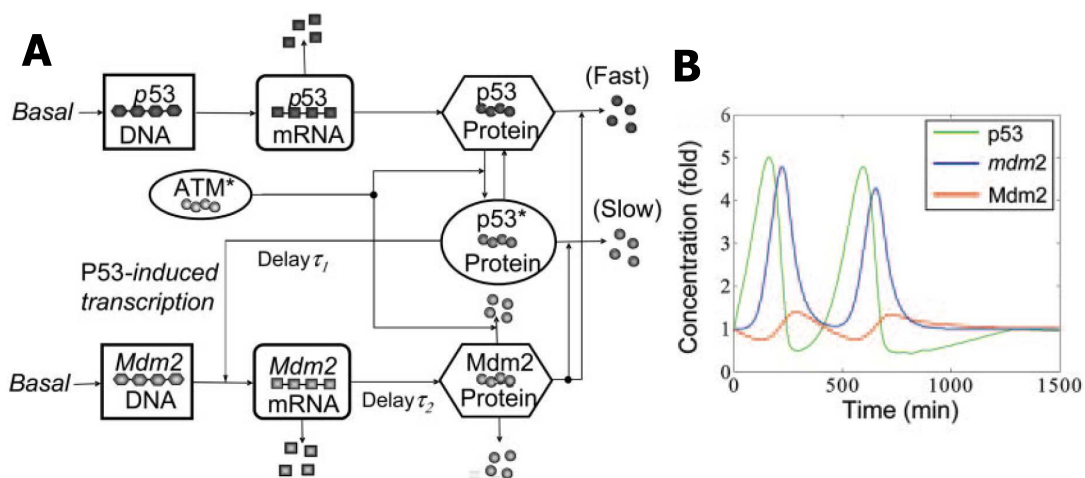 A
Basal
p53
DNA
p53
mRNA
p53
Protein
(Fast)
ATM*
p53*
Protein
(Slow)
Delay τ1
P53-induced
transcription
Basal
Mdm2
DNA
Mdm2
mRNA
Delay τ2
Mdm2
Protein
B
Concentration (fold)
6
5
4
3
2
1
0
0
500
1000
1500
Time (min)
p53
mdm2
Mdm2